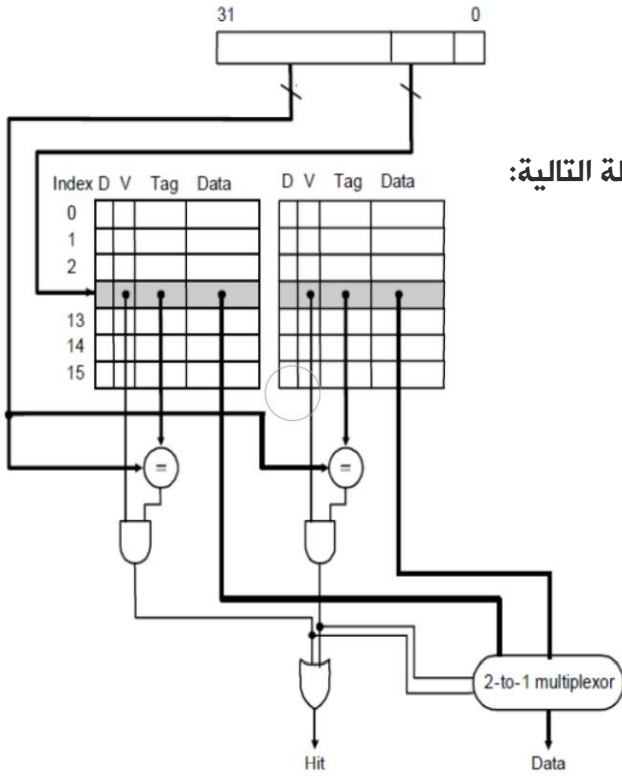 31 0
لة التالية:
Index D V Tag Data D V Tag Data
0
1
2
13
14
15
= =
2-to-1 multiplexor
Hit Data